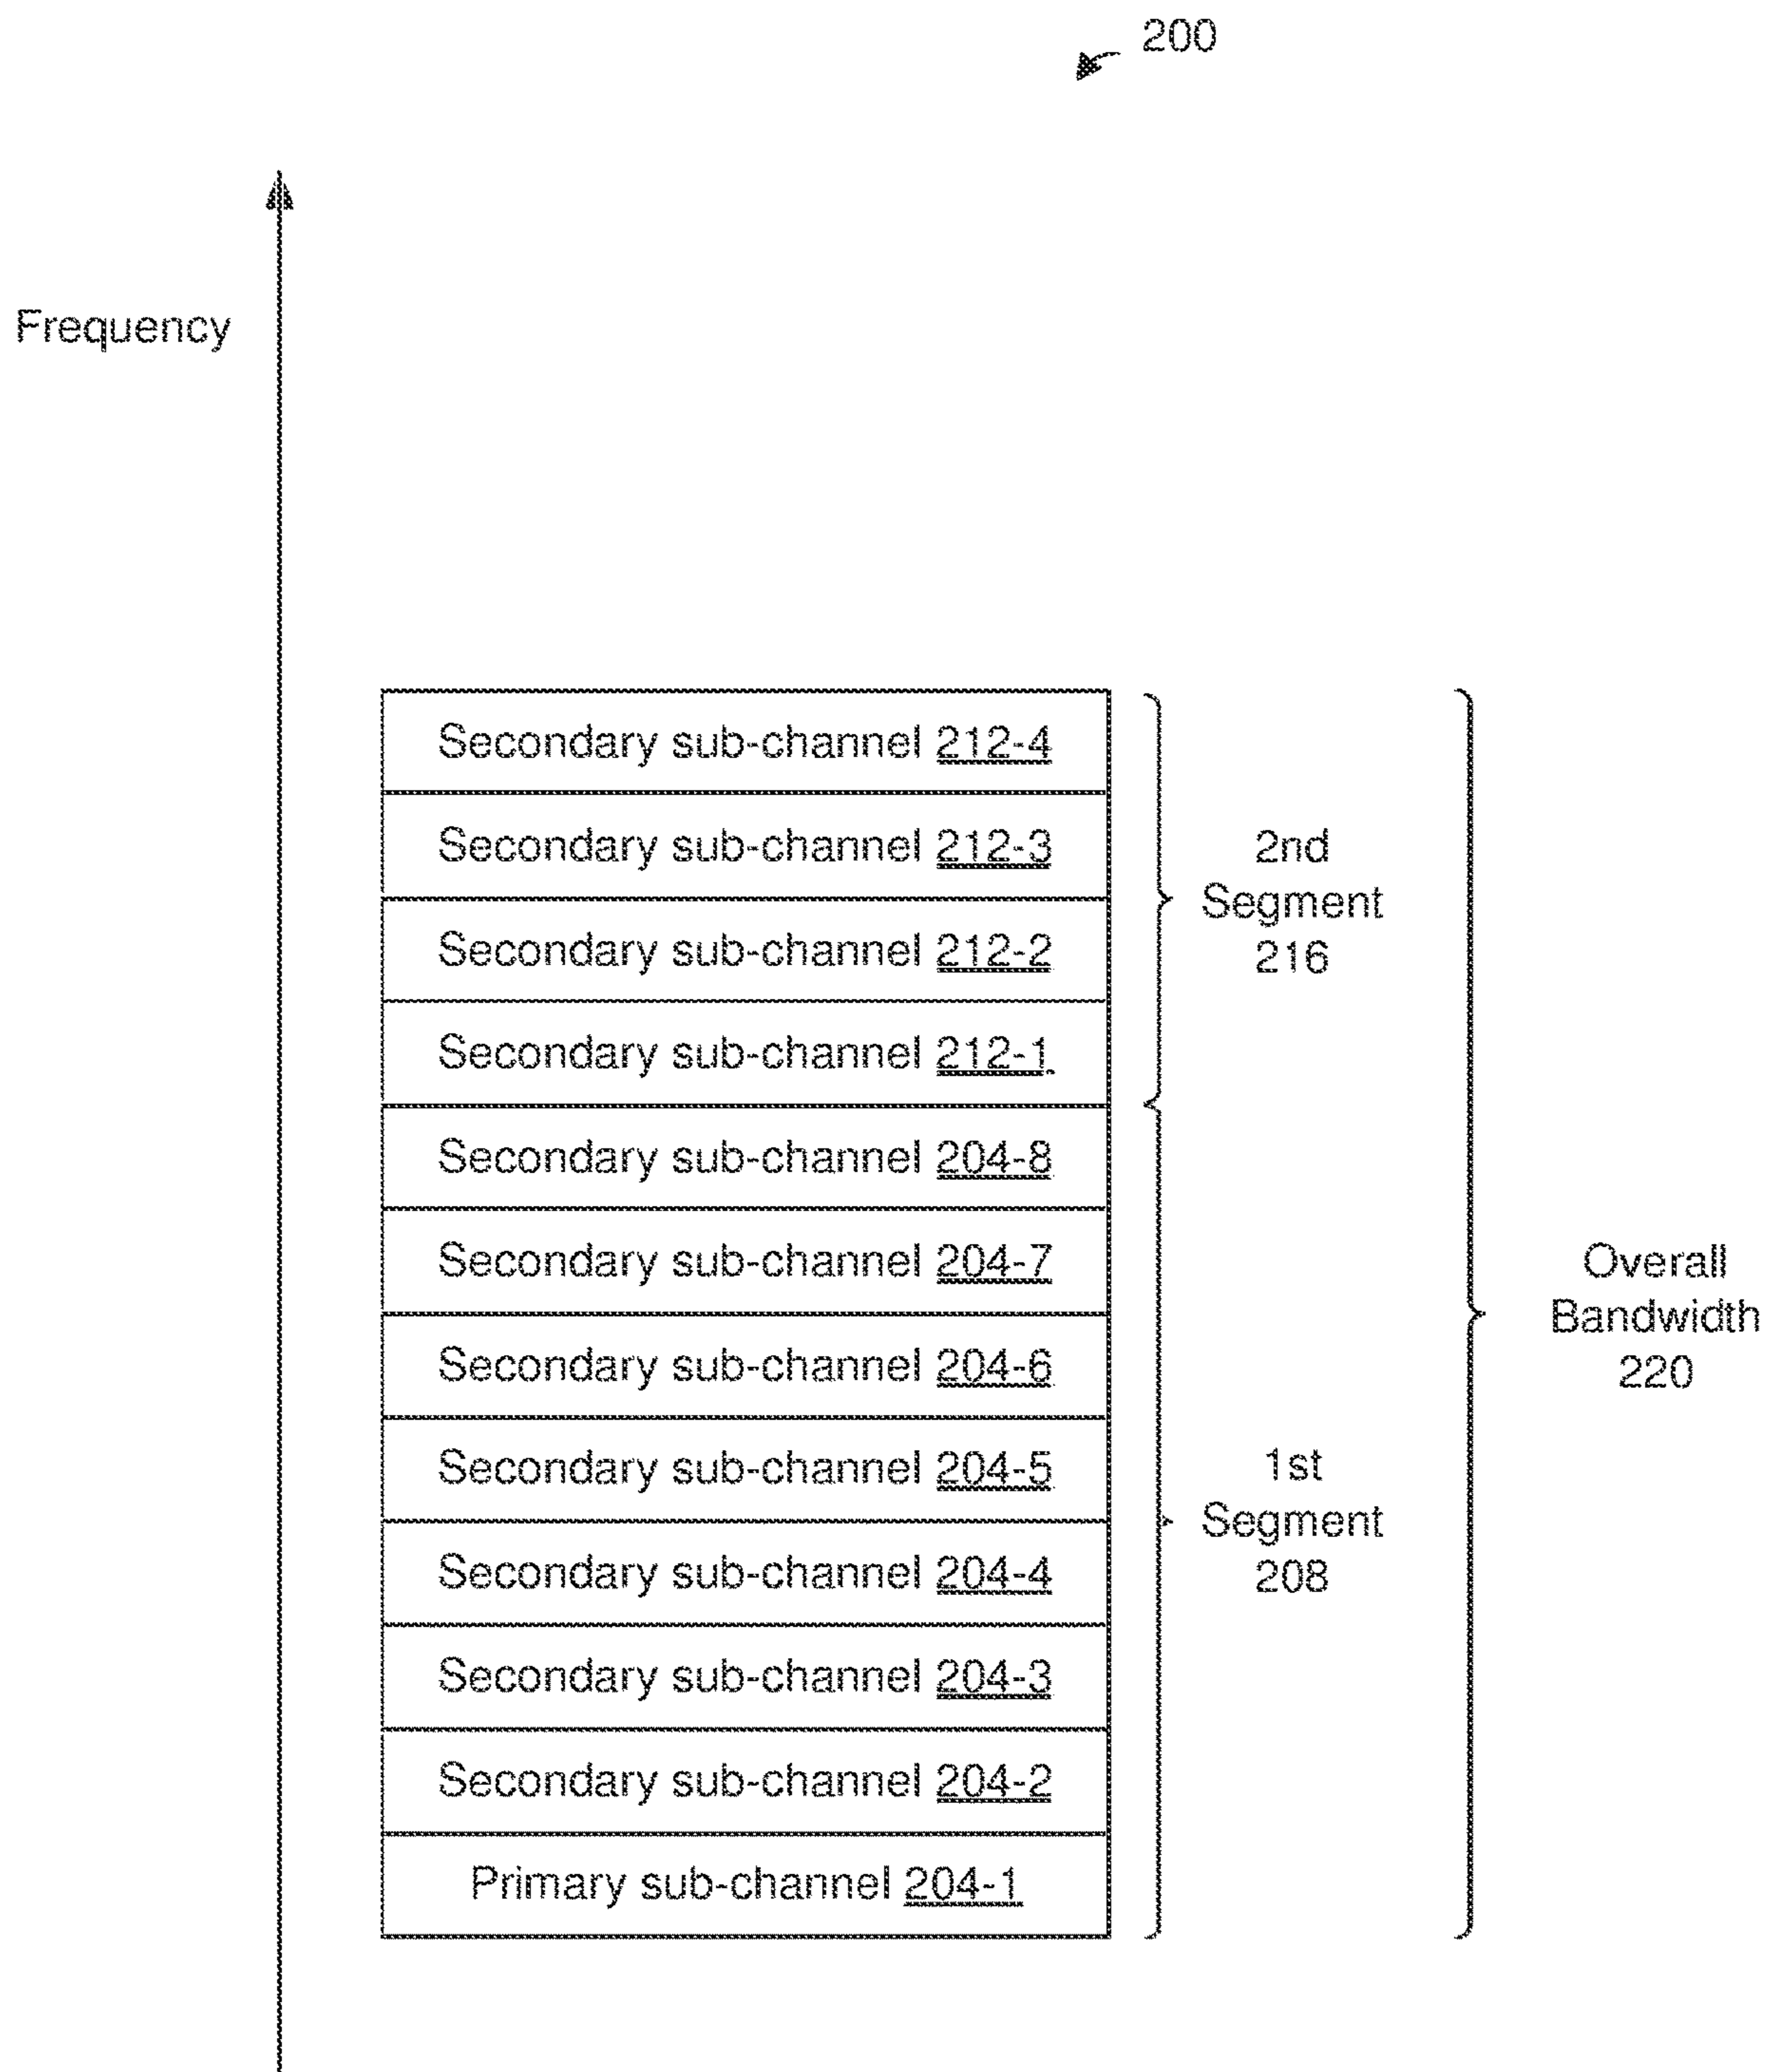 200
Frequency
Secondary sub-channel 212-4
Secondary sub-channel 212-3
Secondary sub-channel 212-2
Secondary sub-channel 212-1
2nd
Segment
216
Secondary sub-channel 204-8
Secondary sub-channel 204-7
Secondary sub-channel 204-6
Secondary sub-channel 204-5
Secondary sub-channel 204-4
Secondary sub-channel 204-3
Secondary sub-channel 204-2
Primary sub-channel 204-1
1st
Segment
208
Overall
Bandwidth
220